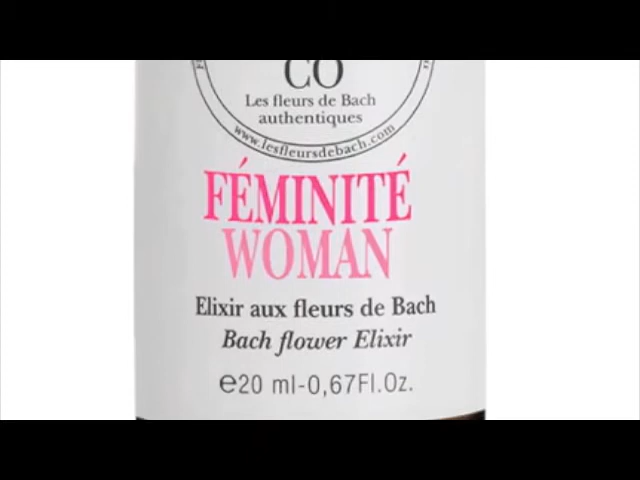 CO
Les fleurs de Bach
authentiques
www.lesfleursdebach.com
FÉMINITÉ
WOMAN
Elixir aux fleurs de Bach
Bach flower Elixir
℮20 ml-0,67Fl.Oz.